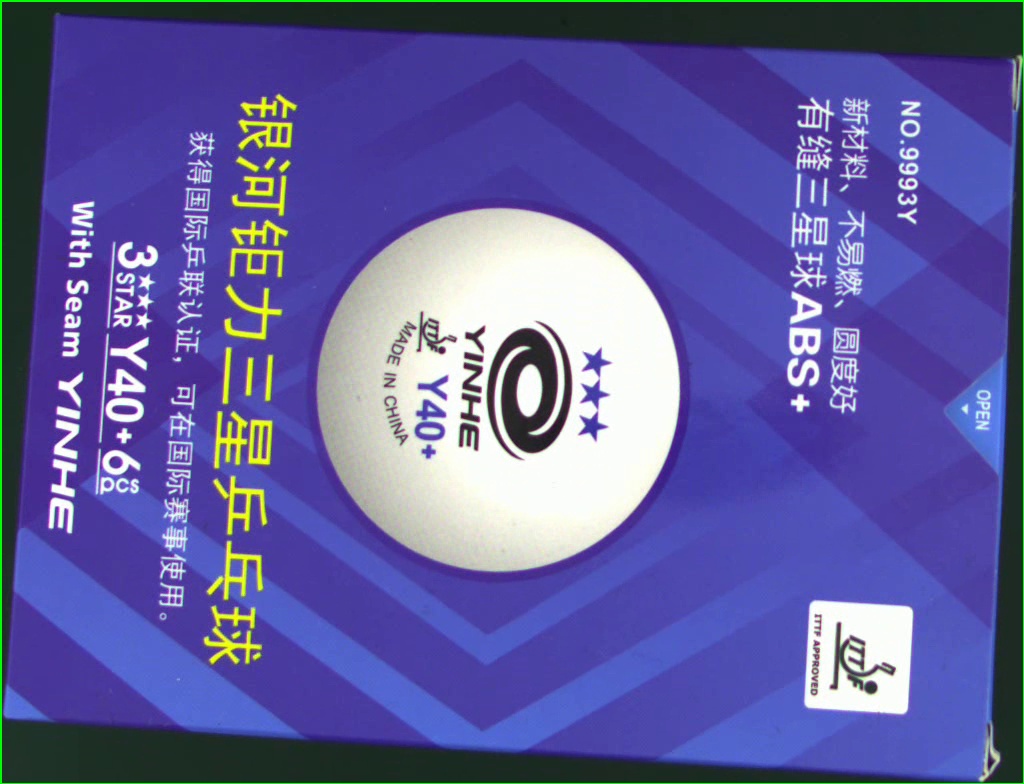 NO.9993Y
新材料、不易燃、圆度好
有缝三星球ABS+
OPEN
★★★
YINHE
ITTF Y40+
MADE IN CHINA
银河钜力三星乒乓球
获得国际乒联认证，可在国际赛事使用。
3★★★STAR Y40+6pcs
With Seam YINHE
ITTF
ITTF APPROVED